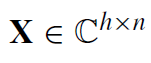 X ∈ ℂ^{h×n}